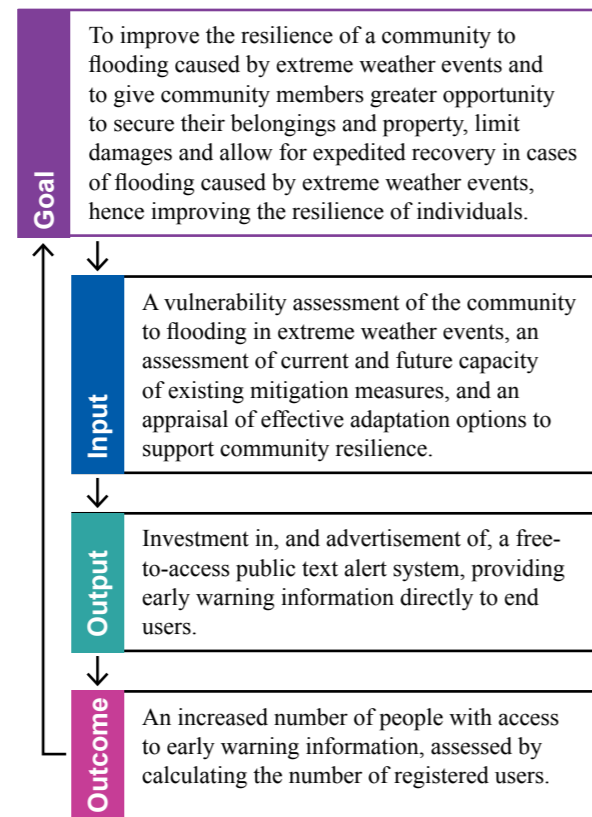 Goal
To improve the resilience of a community to
flooding caused by extreme weather events and
to give community members greater opportunity
to secure their belongings and property, limit
damages and allow for expedited recovery in cases
of flooding caused by extreme weather events,
hence improving the resilience of individuals.
Input
A vulnerability assessment of the community
to flooding in extreme weather events, an
assessment of current and future capacity
of existing mitigation measures, and an
appraisal of effective adaptation options to
support community resilience.
Output
Investment in, and advertisement of, a free-
to-access public text alert system, providing
early warning information directly to end
users.
Outcome
An increased number of people with access
to early warning information, assessed by
calculating the number of registered users.